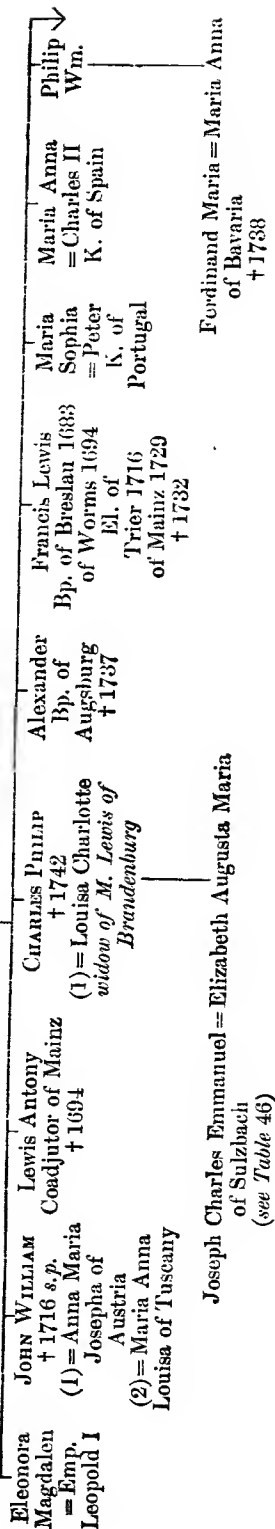 Eleonora
Magdalen
= Emp.
Leopold I
JOHN WILLIAM
† 1716 s.p.
(1)= Anna Maria
Josepha of
Austria
(2)= Maria Anna
Louisa of Tuscany
Lewis Antony
Coadjutor of Mainz
† 1694
CHARLES PHILIP
† 1742
(1)= Louisa Charlotte
widow of M. Lewis of
Brandenburg
Alexander
Bp. of
Augsburg
† 1737
Francis Lewis
Bp. of Breslau 1683
of Worms 1694
El. of
Trier 1716
of Mainz 1729
† 1732
Maria
Sophia
= Peter
K. of
Portugal
Maria Anna
= Charles II
K. of Spain
Philip
Wm.
Joseph Charles Emmanuel = Elizabeth Augusta Maria
of Sulzbach
(see Table 46)
Ferdinand Maria = Maria Anna
of Bavaria
† 1738